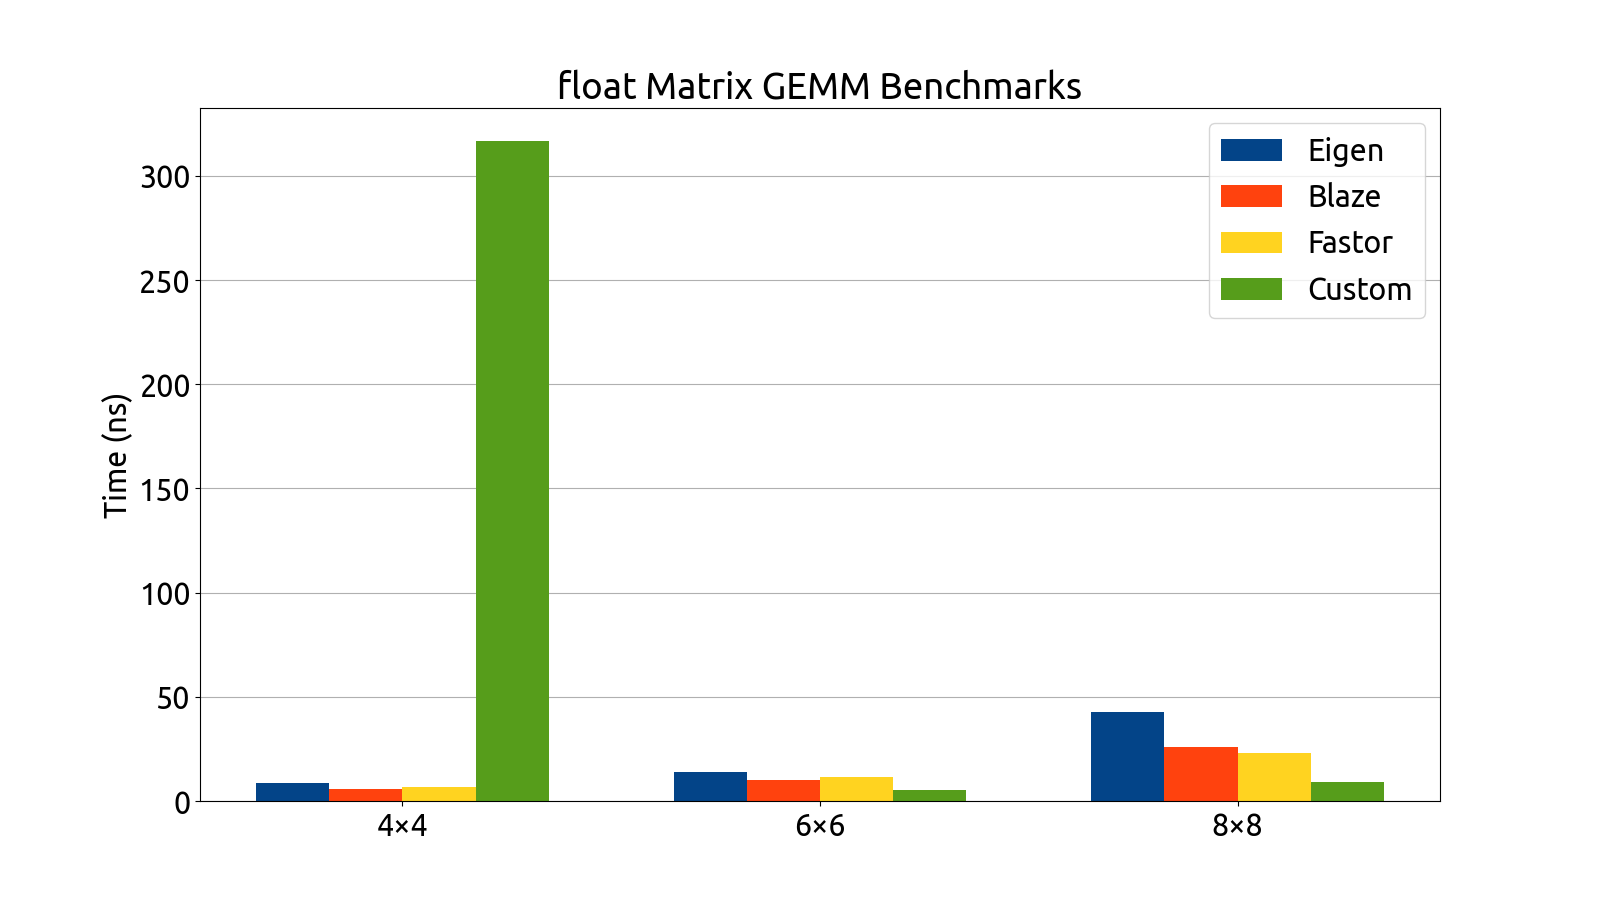 float Matrix GEMM Benchmarks
Eigen
Blaze
Fastor
Custom
Time (ns)
300
250
200
150
100
50
0
4×4
6×6
8×8